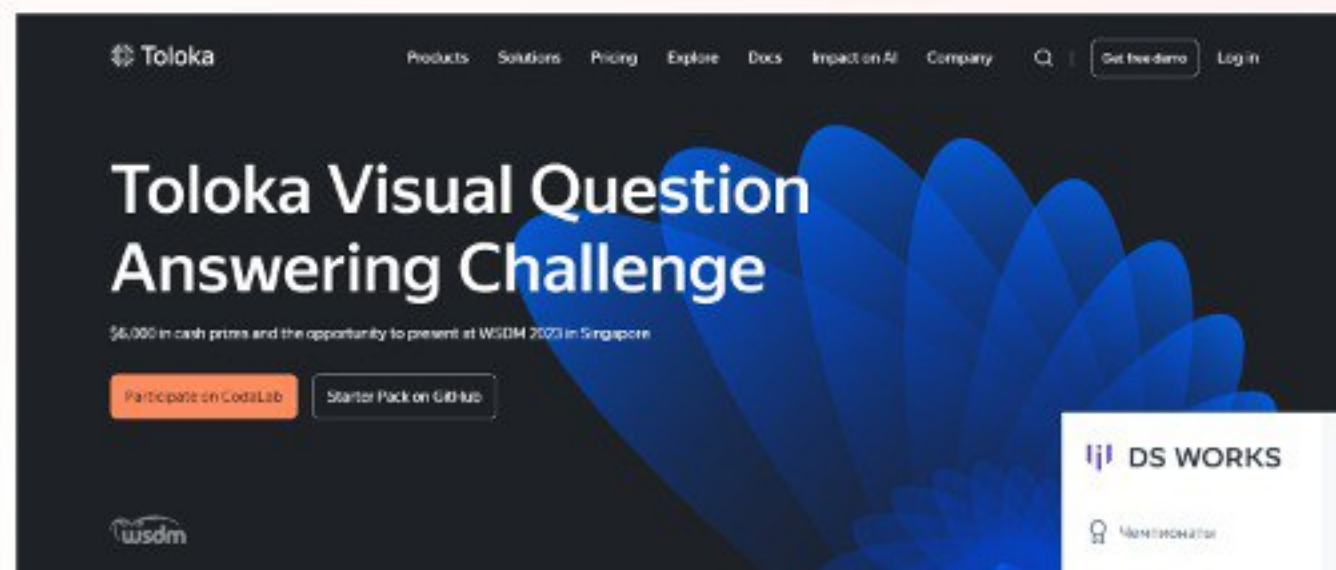 Toloka
Products Solutions Pricing Explore Docs Impact on AI Company Get free demo Log in
Toloka Visual Question
Answering Challenge
$6,000 in cash prizes and the opportunity to present at WSDM 2023 in Singapore
Participate on CodaLab Starter Pack on GitHub
wsdm
DS WORKS
Чемпионаты